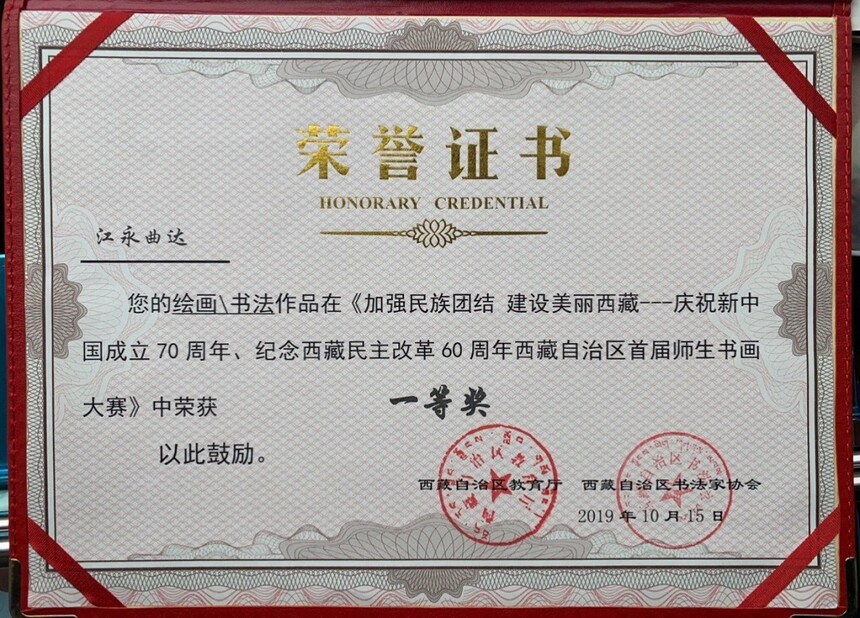 荣誉证书
HONORARY CREDENTIAL
江永曲达
您的绘画\书法作品在《加强民族团结 建设美丽西藏---庆祝新中
国成立70周年、纪念西藏民主改革60周年西藏自治区首届师生书画
大赛》中荣获 一等奖
以此鼓励。
西藏自治区教育厅 西藏自治区书法家协会
2019年10月15日